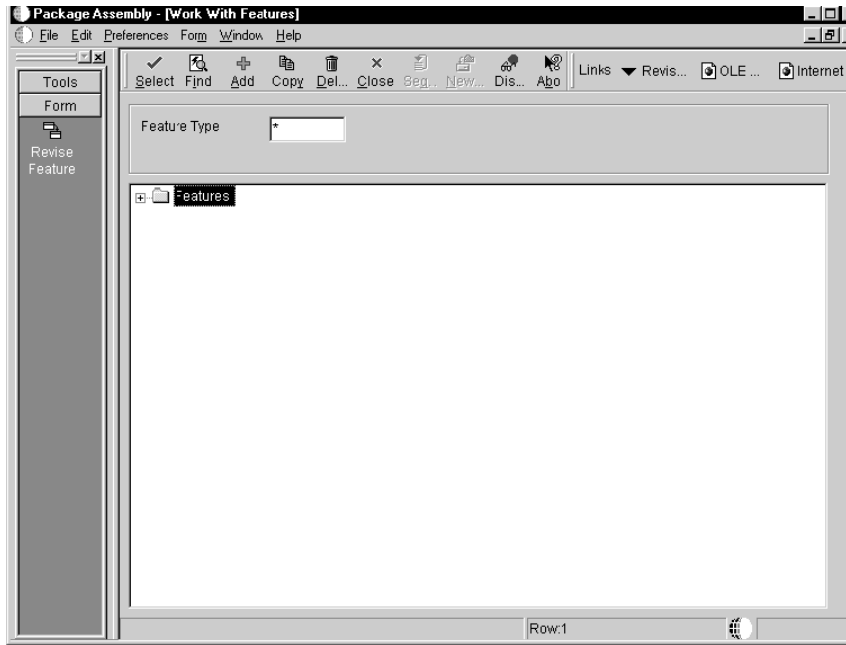 Package Assembly - [Work With Features]
File Edit Preferences Form Window Help
Tools
Form
Revise
Feature
Select Find Add Copy Del... Close Seq... New... Dis... Abo
Links Revis... OLE ... Internet
Feature Type *
Features
Row:1